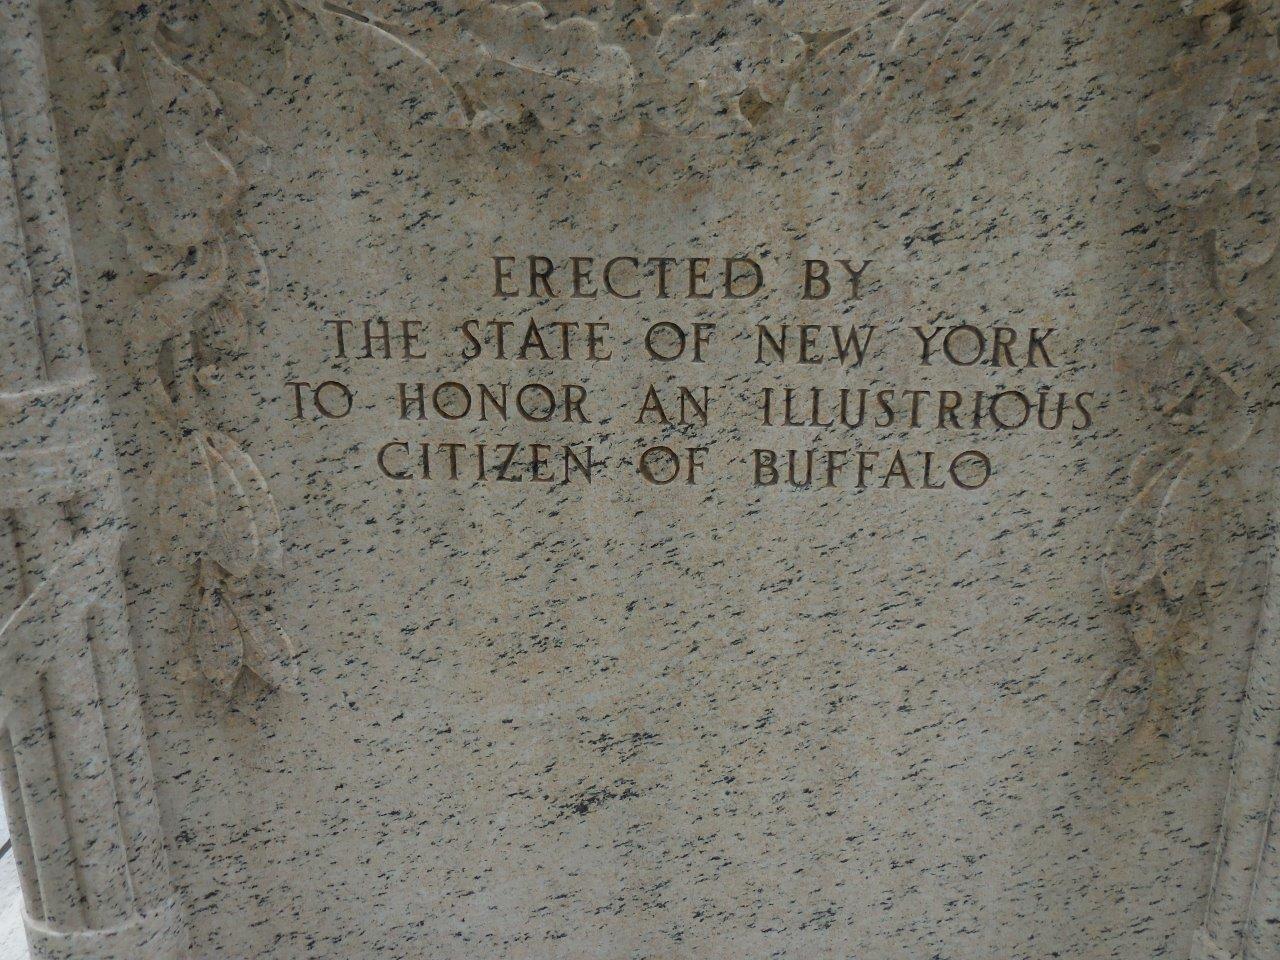 ERECTED BY
THE STATE OF NEW YORK
TO HONOR AN ILLUSTRIOUS
CITIZEN OF BUFFALO